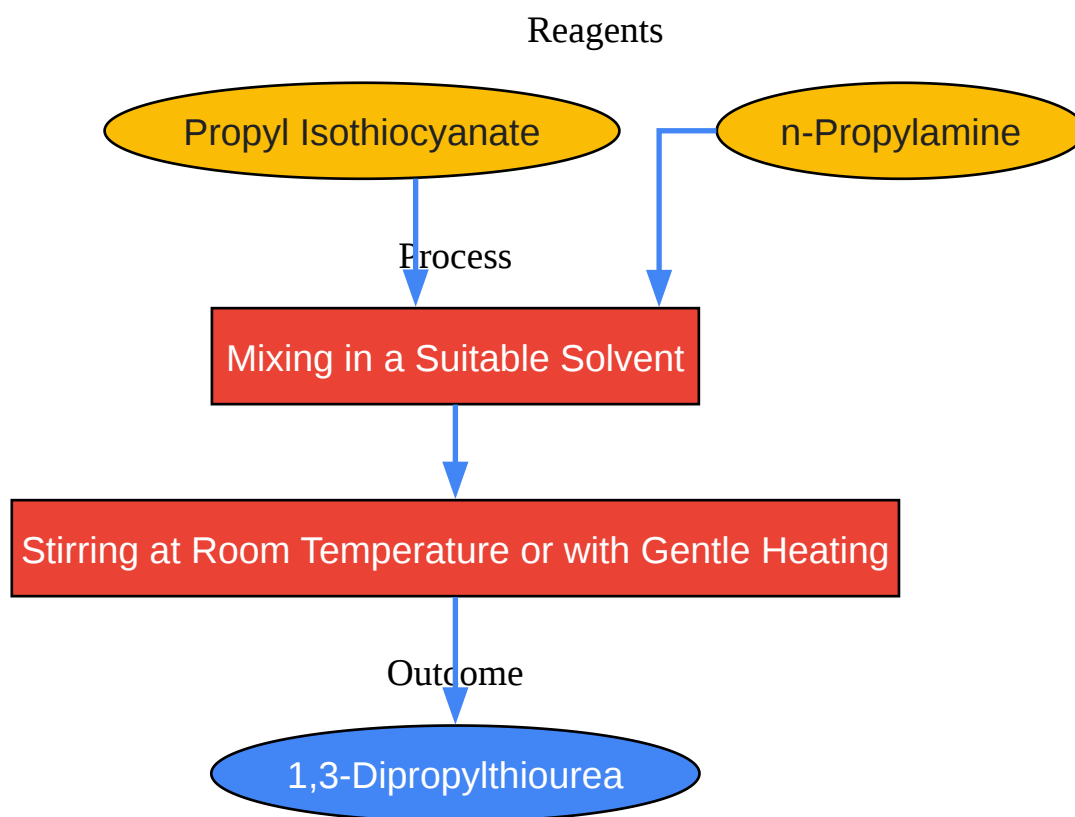 Reagents
Propyl Isothiocyanate
n-Propylamine
Process
Mixing in a Suitable Solvent
Stirring at Room Temperature or with Gentle Heating
Outcome
1,3-Dipropylthiourea